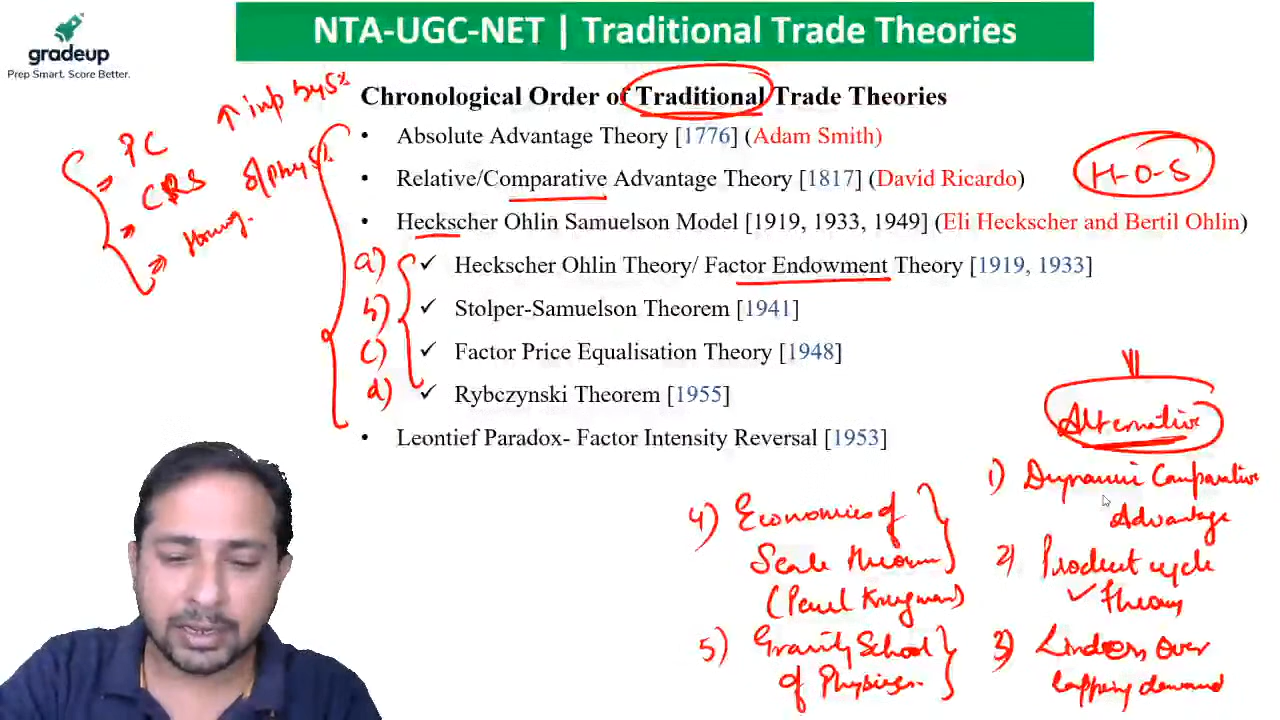 gradeup
Prep Smart. Score Better.
NTA-UGC-NET | Traditional Trade Theories
Chronological Order of Traditional Trade Theories
• Absolute Advantage Theory [1776] (Adam Smith)
• Relative/Comparative Advantage Theory [1817] (David Ricardo)
• Heckscher Ohlin Samuelson Model [1919, 1933, 1949] (Eli Heckscher and Bertil Ohlin)
a) ✓ Heckscher Ohlin Theory/ Factor Endowment Theory [1919, 1933]
b) ✓ Stolper-Samuelson Theorem [1941]
c) ✓ Factor Price Equalisation Theory [1948]
d) ✓ Rybczynski Theorem [1955]
• Leontief Paradox- Factor Intensity Reversal [1953]
PC
CRS
H-O-S
Alternative
1) Dynamic Comparative
Advantage
2) Product cycle
Theory
3) Linders over
lapping demand
4) Economies of
Scale
(Paul Krugman)
5) Gravity School
of